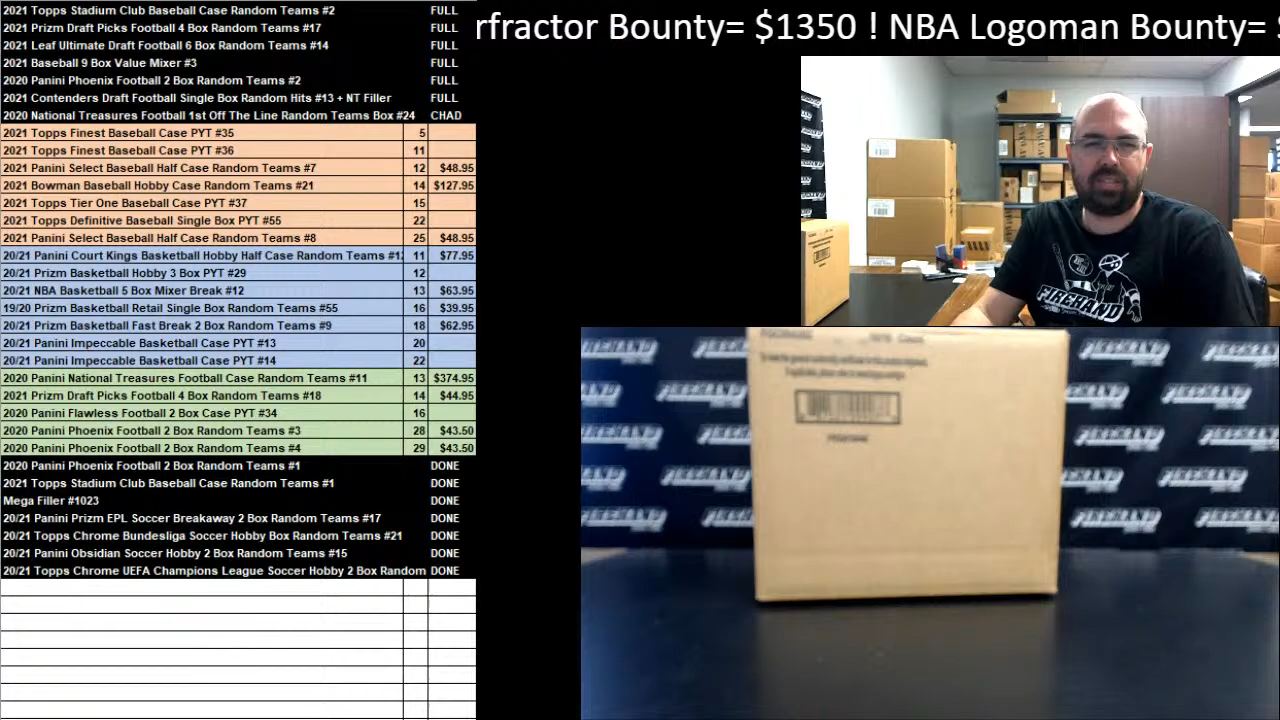 2021 Topps Stadium Club Baseball Case Random Teams #2 FULL
2021 Prizm Draft Picks Football 4 Box Random Teams #17 FULL
2021 Leaf Ultimate Draft Football 6 Box Random Teams #14 FULL
2021 Baseball 9 Box Value Mixer #3 FULL
2020 Panini Phoenix Football 2 Box Random Teams #2 FULL
2021 Contenders Draft Football Single Box Random Hits #13 + NT Filler FULL
2020 National Treasures Football 1st Off The Line Random Teams Box #24 CHAD
2021 Topps Finest Baseball Case PYT #35 5
2021 Topps Finest Baseball Case PYT #36 11
2021 Panini Select Baseball Half Case Random Teams #7 12 $48.95
2021 Bowman Baseball Hobby Case Random Teams #21 14 $127.95
2021 Topps Tier One Baseball Case PYT #37 15
2021 Topps Definitive Baseball Single Box PYT #55 22
2021 Panini Select Baseball Half Case Random Teams #8 25 $48.95
20/21 Panini Court Kings Basketball Hobby Half Case Random Teams 11 $77.95
20/21 Prizm Basketball Hobby 3 Box PYT #29 12
20/21 NBA Basketball 5 Box Mixer Break #12 13 $63.95
19/20 Prizm Basketball Retail Single Box Random Teams #55 16 $39.95
20/21 Prizm Basketball Fast Break 2 Box Random Teams #9 18 $62.95
20/21 Panini Impeccable Basketball Case PYT #13 20
20/21 Panini Impeccable Basketball Case PYT #14 22
2020 Panini National Treasures Football Case Random Teams #11 13 $374.95
2021 Prizm Draft Picks Football 4 Box Random Teams #18 14 $44.95
2020 Panini Flawless Football 2 Box Case PYT #34 16
2020 Panini Phoenix Football 2 Box Random Teams #3 28 $43.50
2020 Panini Phoenix Football 2 Box Random Teams #4 29 $43.50
2020 Panini Phoenix Football 2 Box Random Teams #1 DONE
2021 Topps Stadium Club Baseball Case Random Teams #1 DONE
Mega Filler #1023 DONE
20/21 Panini Prizm EPL Soccer Breakaway 2 Box Random Teams #17 DONE
20/21 Topps Chrome Bundesliga Soccer Hobby Box Random Teams #21 DONE
20/21 Panini Obsidian Soccer Hobby 2 Box Random Teams #15 DONE
20/21 Topps Chrome UEFA Champions League Soccer Hobby 2 Box Random DONE
rfractor Bounty= $1350 ! NBA Logoman Bounty=
FIREHAND